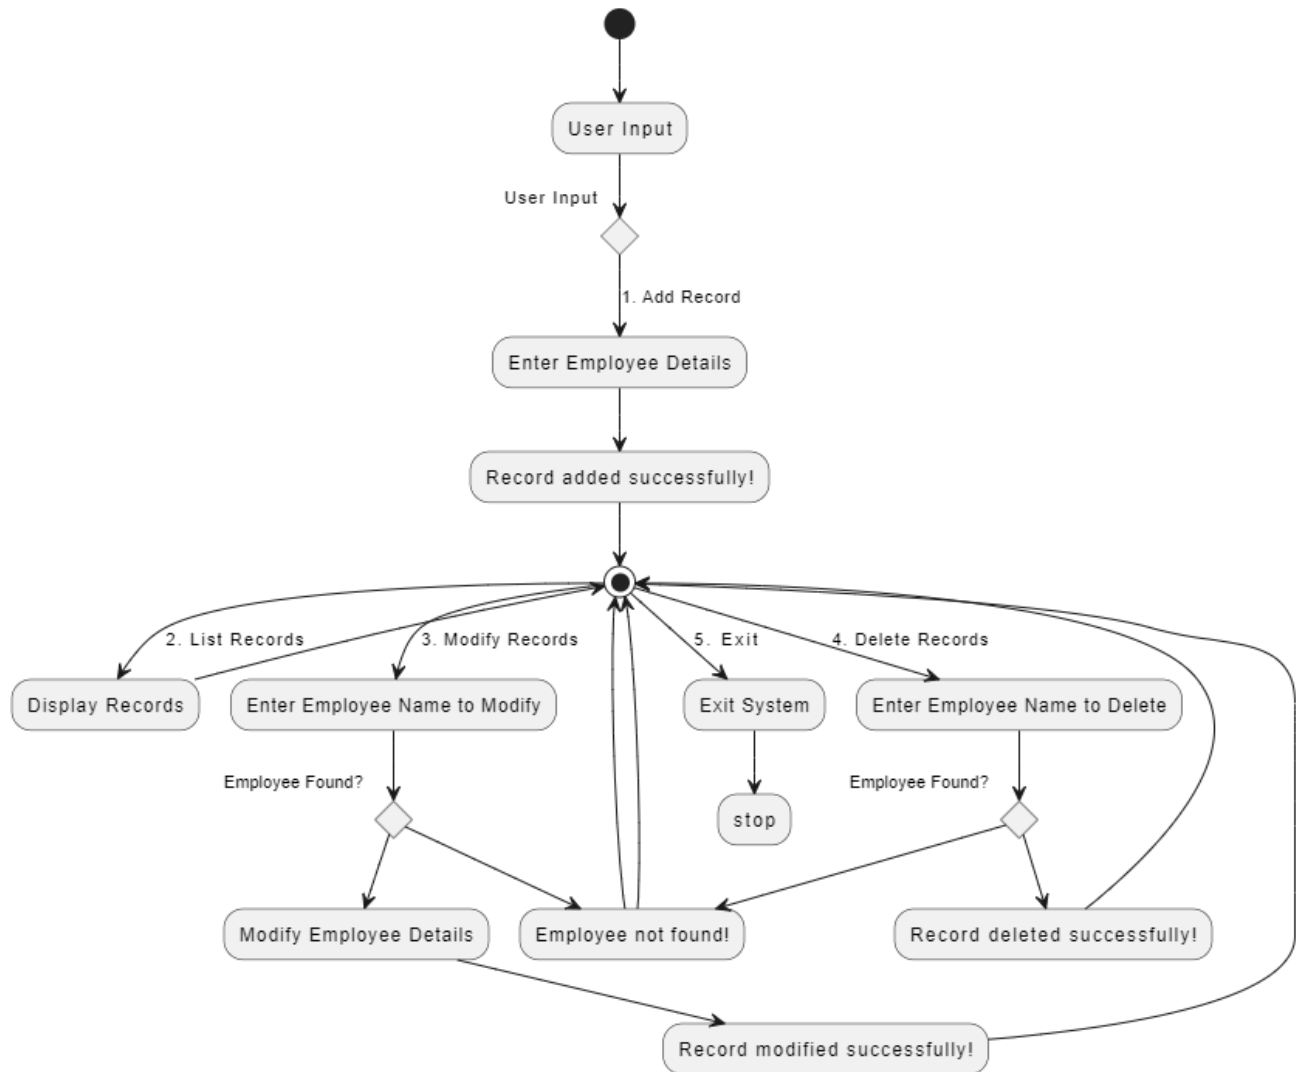 User Input
User Input
1. Add Record
Enter Employee Details
Record added successfully!
2. List Records
3. Modify Records
5. Exit
4. Delete Records
Display Records
Enter Employee Name to Modify
Exit System
Enter Employee Name to Delete
Employee Found?
Employee Found?
stop
Modify Employee Details
Employee not found!
Record deleted successfully!
Record modified successfully!